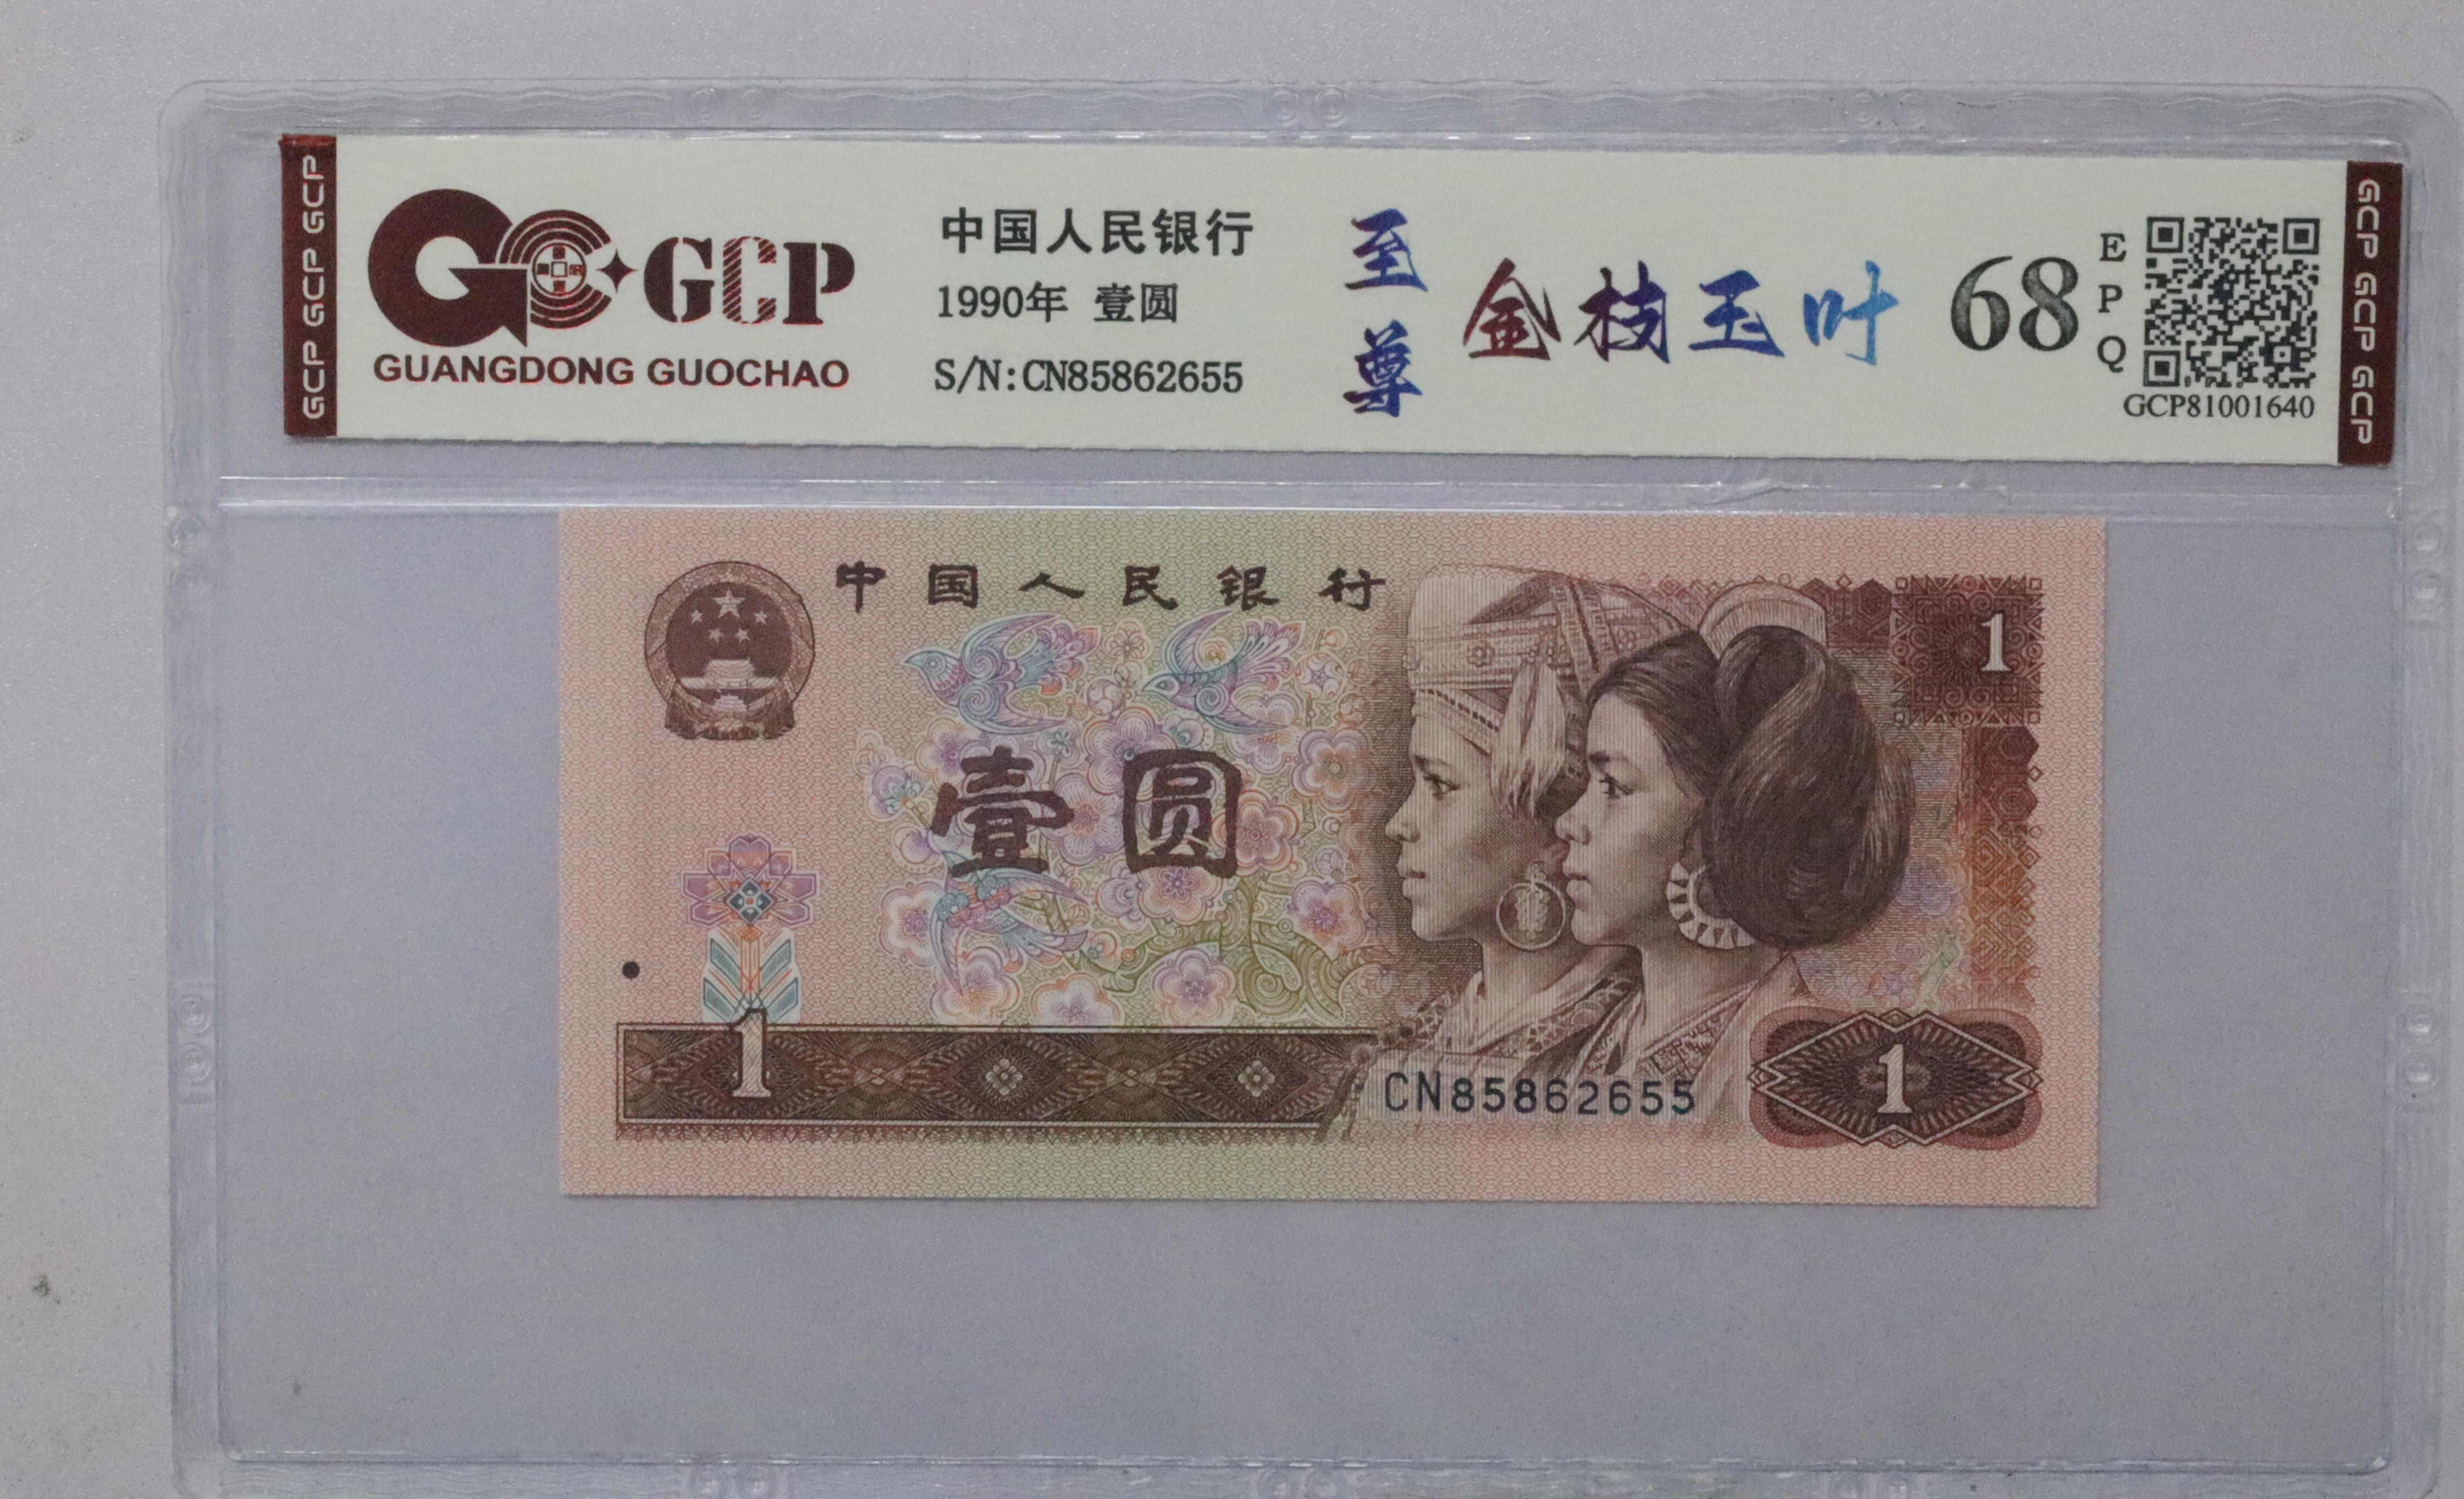 GCP GCP GCP
GCP
GUANGDONG GUOCHAO
中国人民银行
1990年 壹圆
S/N:CN85862655
至尊
金枝玉叶
68
EPQ
GCP81001640
GCP GCP GCP
中国人民银行
1
壹圆
1
CN85862655
1